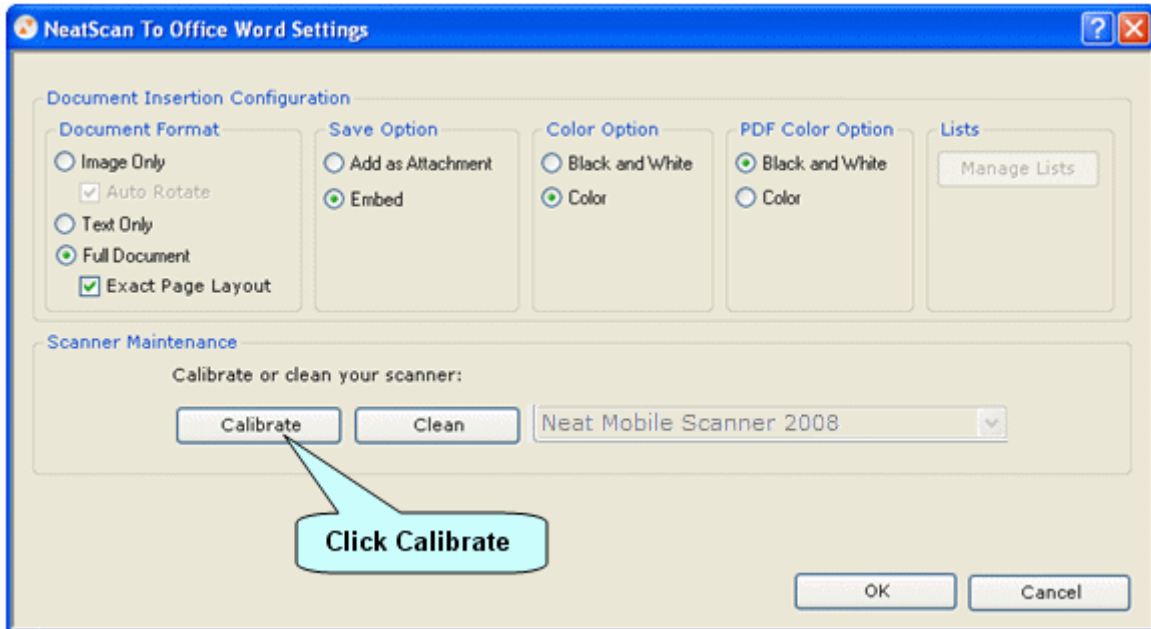 NeatScan To Office Word Settings
Document Insertion Configuration
Document Format
Image Only
Auto Rotate
Text Only
Full Document
Exact Page Layout
Save Option
Add as Attachment
Embed
Color Option
Black and White
Color
PDF Color Option
Black and White
Color
Lists
Manage Lists
Scanner Maintenance
Calibrate or clean your scanner:
Calibrate
Clean
Neat Mobile Scanner 2008
Click Calibrate
OK
Cancel